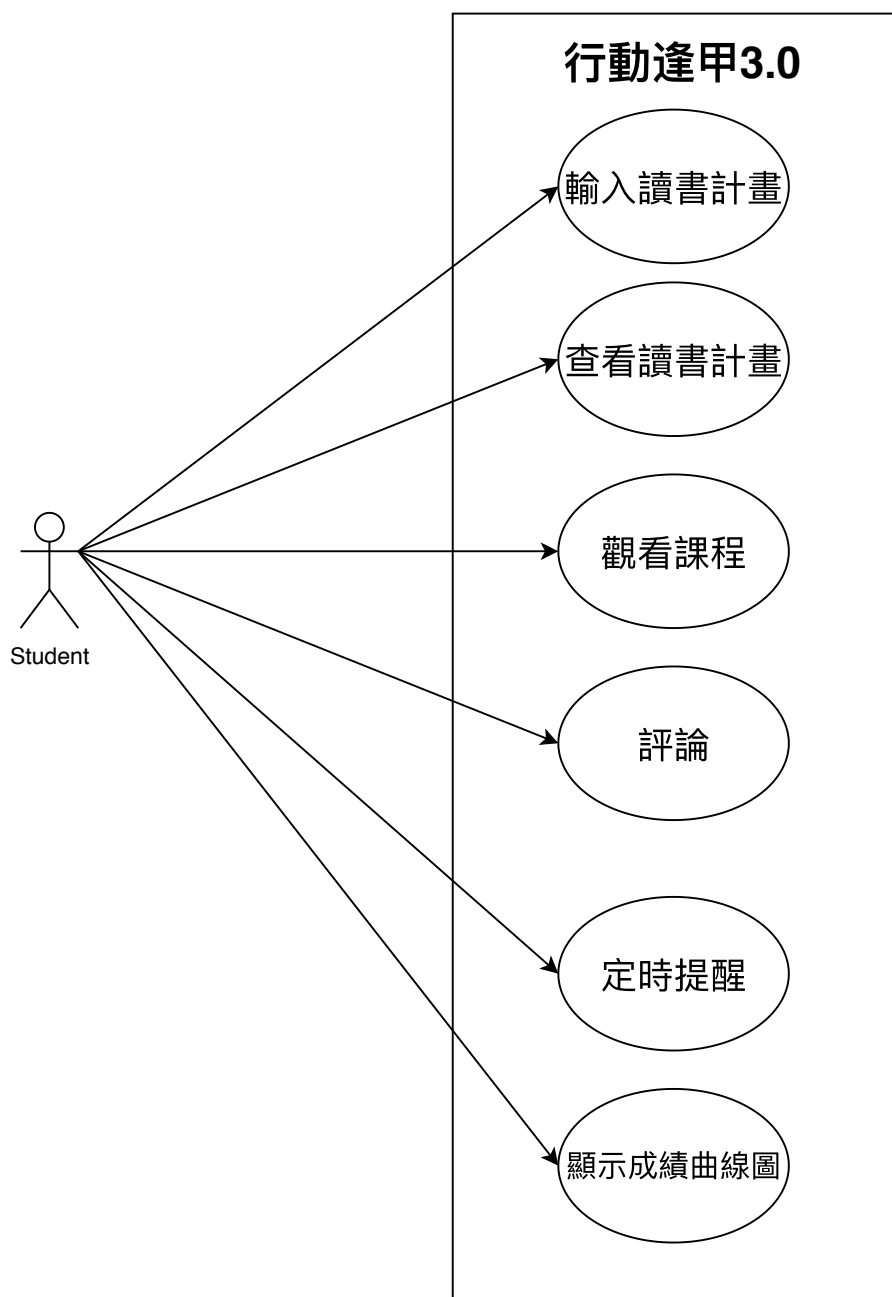 行動逢甲3.0
輸入讀書計畫
查看讀書計畫
觀看課程
Student
評論
定時提醒
顯示成績曲線圖